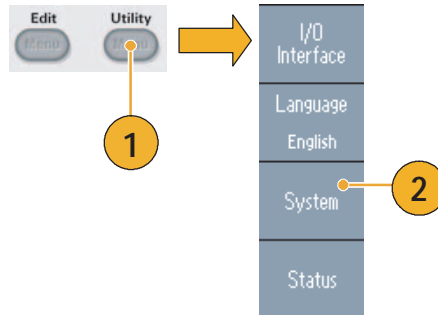 Edit
Utility
Menu
Menu
1
I/O
Interface
Language
English
System
2
Status